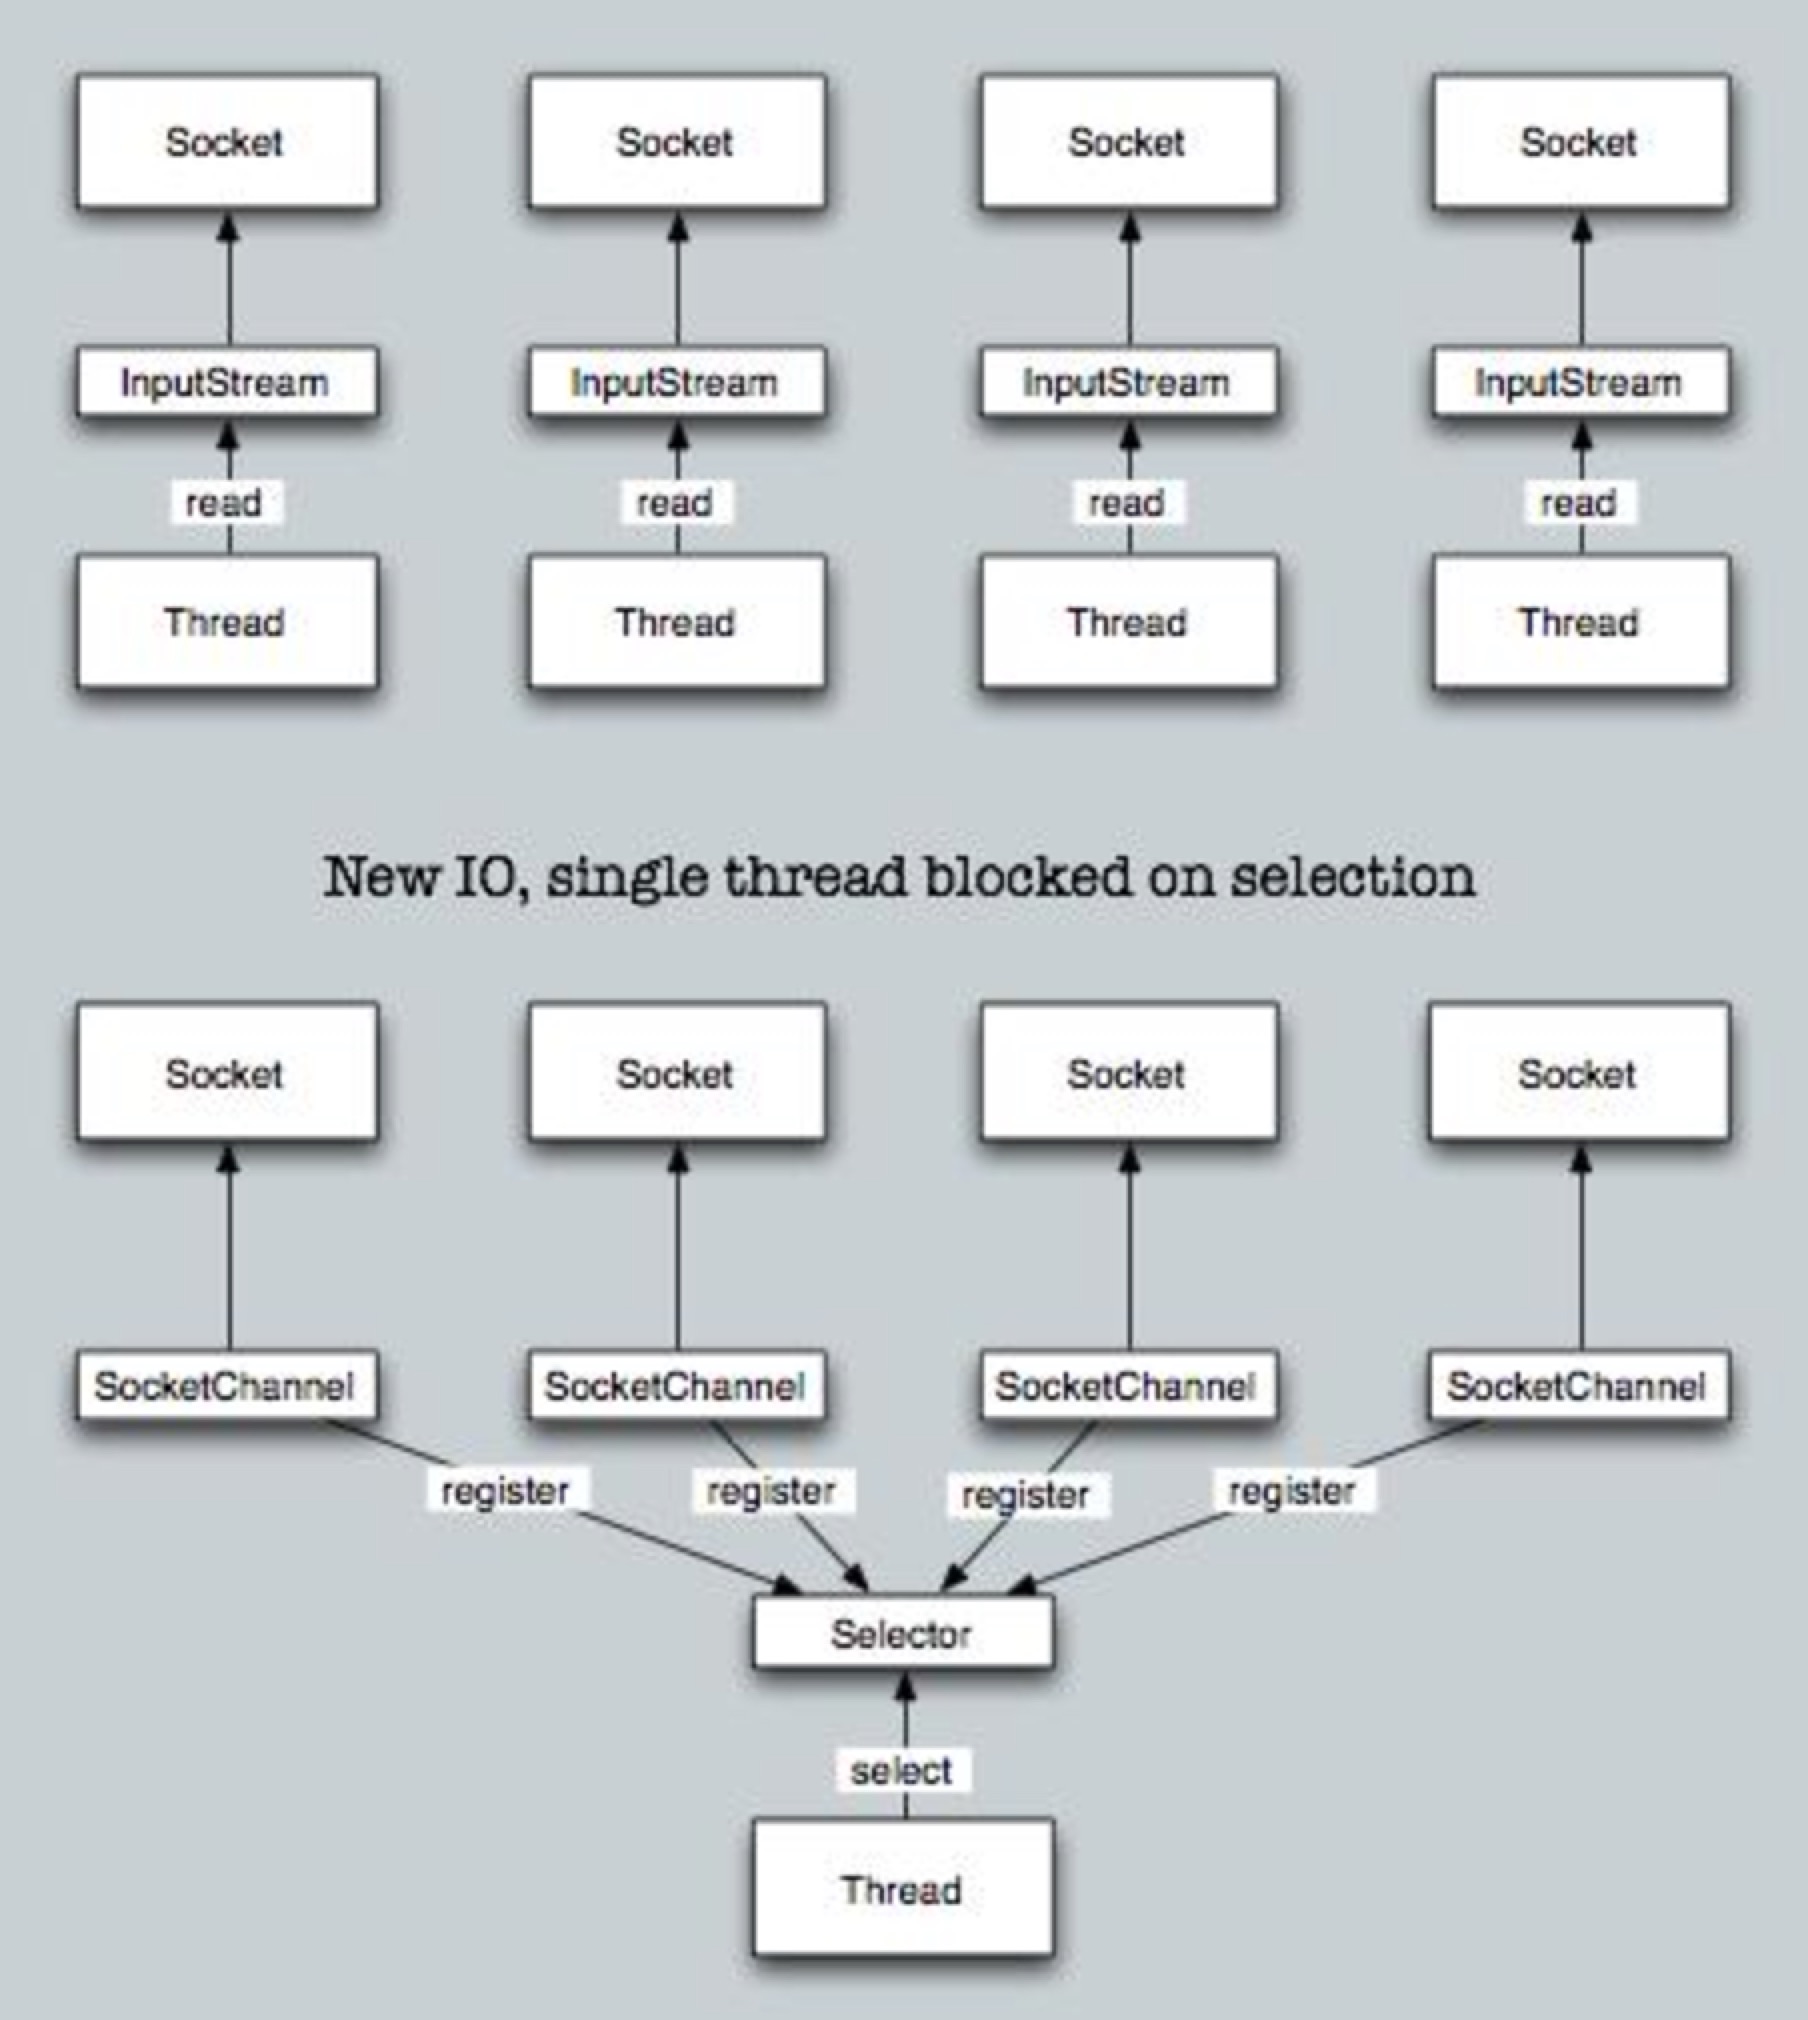 Socket Socket Socket Socket
InputStream InputStream InputStream InputStream
read read read read
Thread Thread Thread Thread
New IO, single thread blocked on selection
Socket Socket Socket Socket
SocketChannel SocketChannel SocketChannel SocketChannel
register register register register
Selector
select
Thread